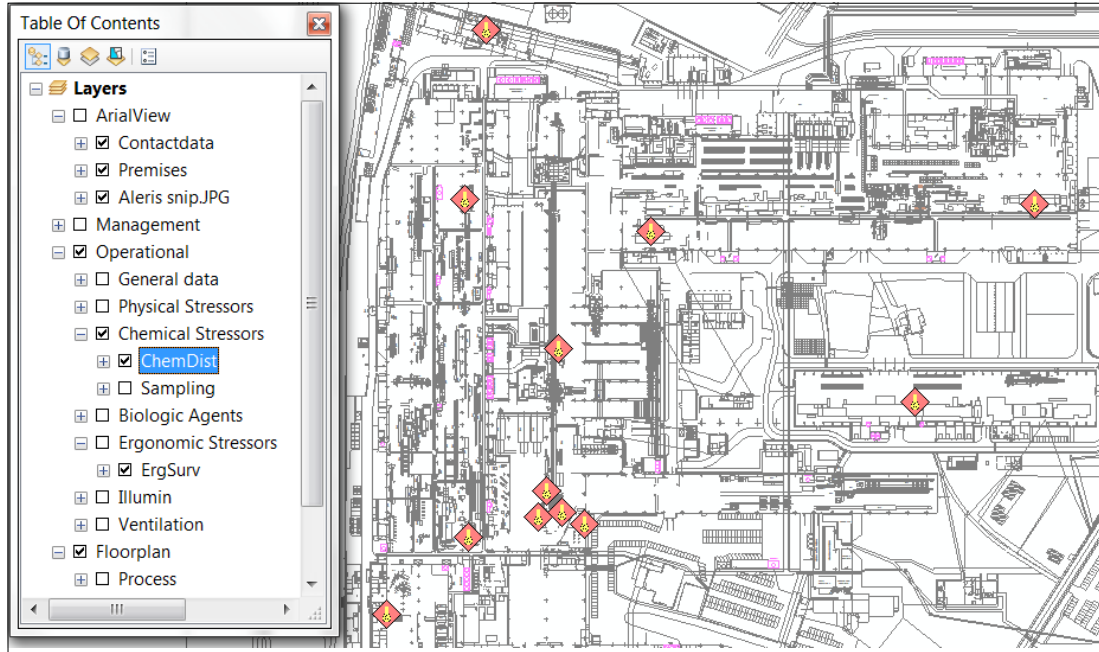 Table Of Contents
Layers
ArialView
Contactdata
Premises
Aleris snip.JPG
Management
Operational
General data
Physical Stressors
Chemical Stressors
ChemDist
Sampling
Biologic Agents
Ergonomic Stressors
ErgSurv
Illumin
Ventilation
Floorplan
Process